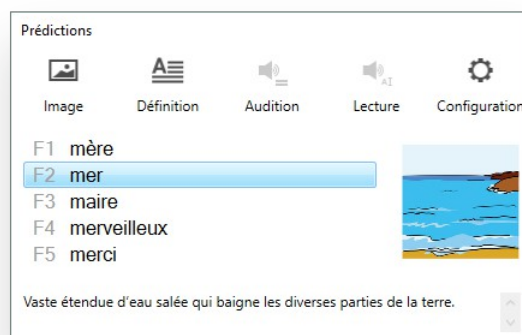 Prédictions
Image Définition Audition Lecture Configuration
F1 mère
F2 mer
F3 maire
F4 merveilleux
F5 merci
Vaste étendue d'eau salée qui baigne les diverses parties de la terre.